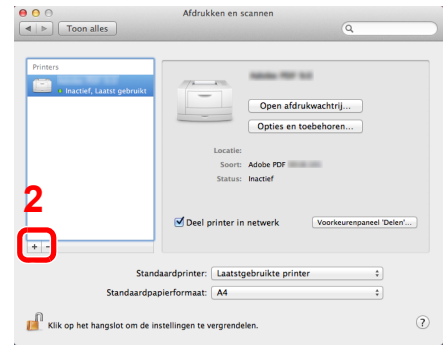 Afdrukken en scannen
Toon alles
Printers
Inactief, Laatst gebruikt
Open afdrukwachtrij...
Opties en toebehoren...
Locatie:
Soort: Adobe PDF
Status: Inactief
2
Deel printer in netwerk
Voorkeurenpaneel 'Delen'...
+ -
Standaardprinter: Laatstgebruikte printer
Standaardpapierformaat: A4
Klik op het hangslot om de instellingen te vergrendelen.
?